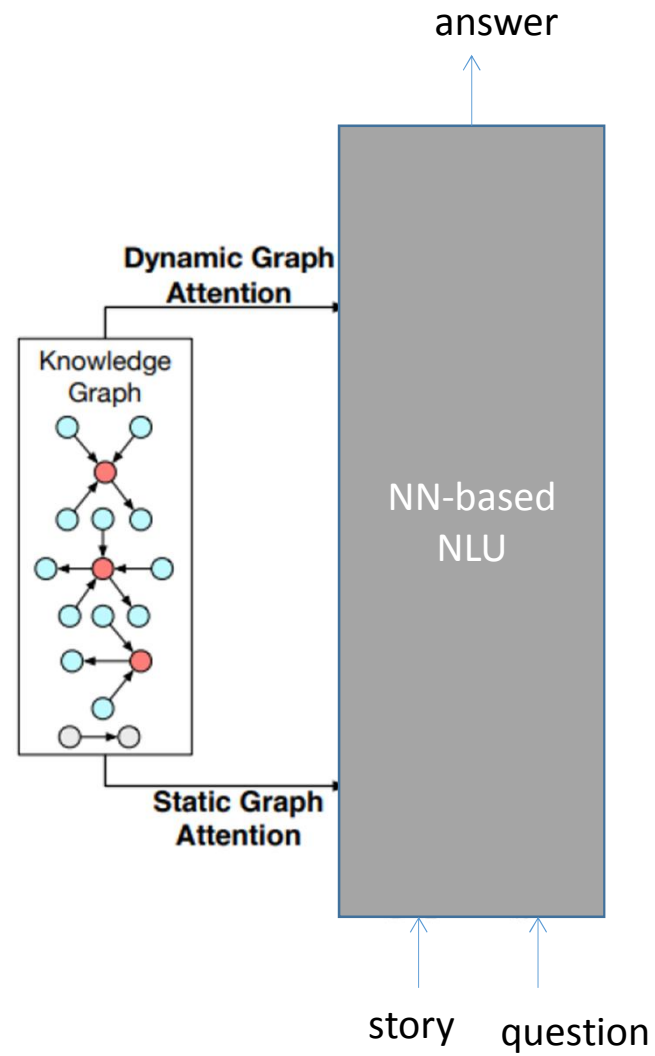 answer
Dynamic Graph
Attention
Knowledge
Graph
NN-based
NLU
Static Graph
Attention
story
question